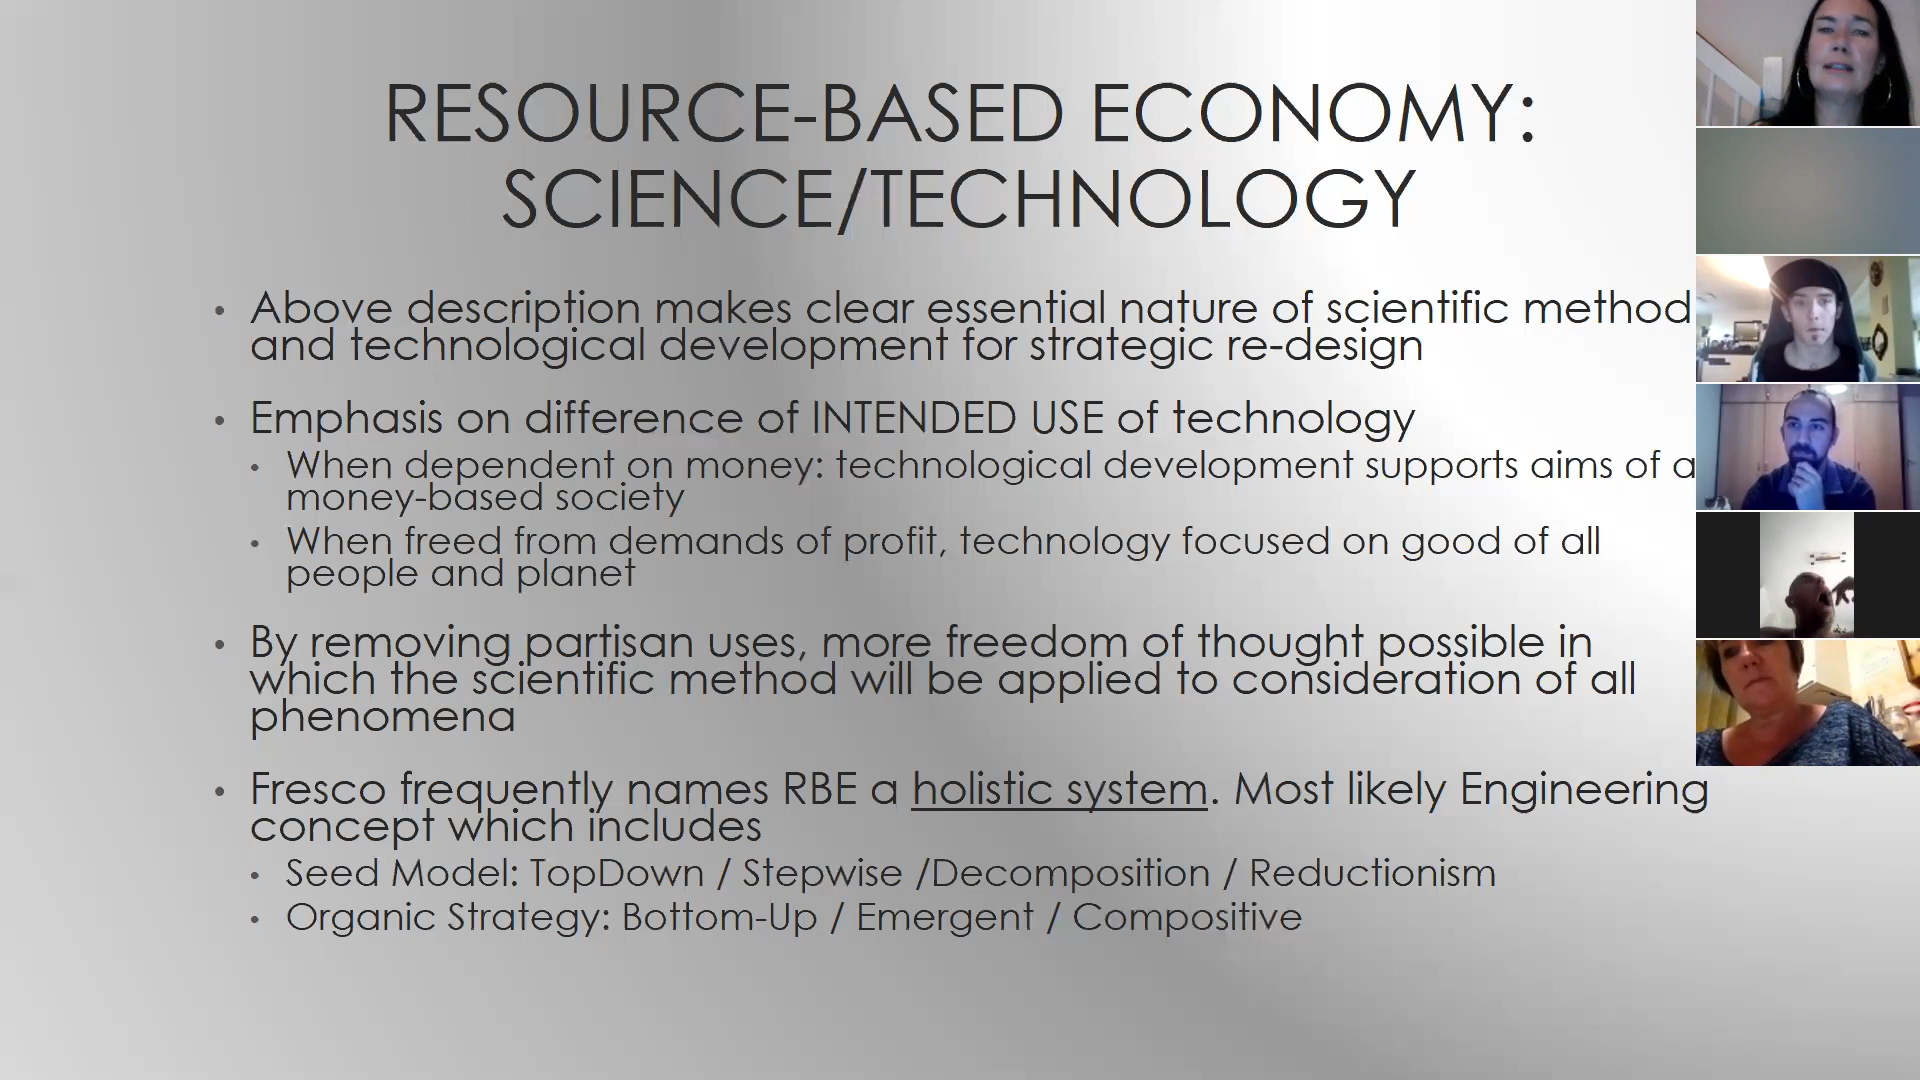 RESOURCE-BASED ECONOMY:
SCIENCE/TECHNOLOGY
• Above description makes clear essential nature of scientific method
and technological development for strategic re-design
• Emphasis on difference of INTENDED USE of technology
• When dependent on money: technological development supports aims of a
money-based society
• When freed from demands of profit, technology focused on good of all
people and planet
• By removing partisan uses, more freedom of thought possible in
which the scientific method will be applied to consideration of all
phenomena
• Fresco frequently names RBE a holistic system. Most likely Engineering
concept which includes
• Seed Model: TopDown / Stepwise /Decomposition / Reductionism
• Organic Strategy: Bottom-Up / Emergent / Compositive